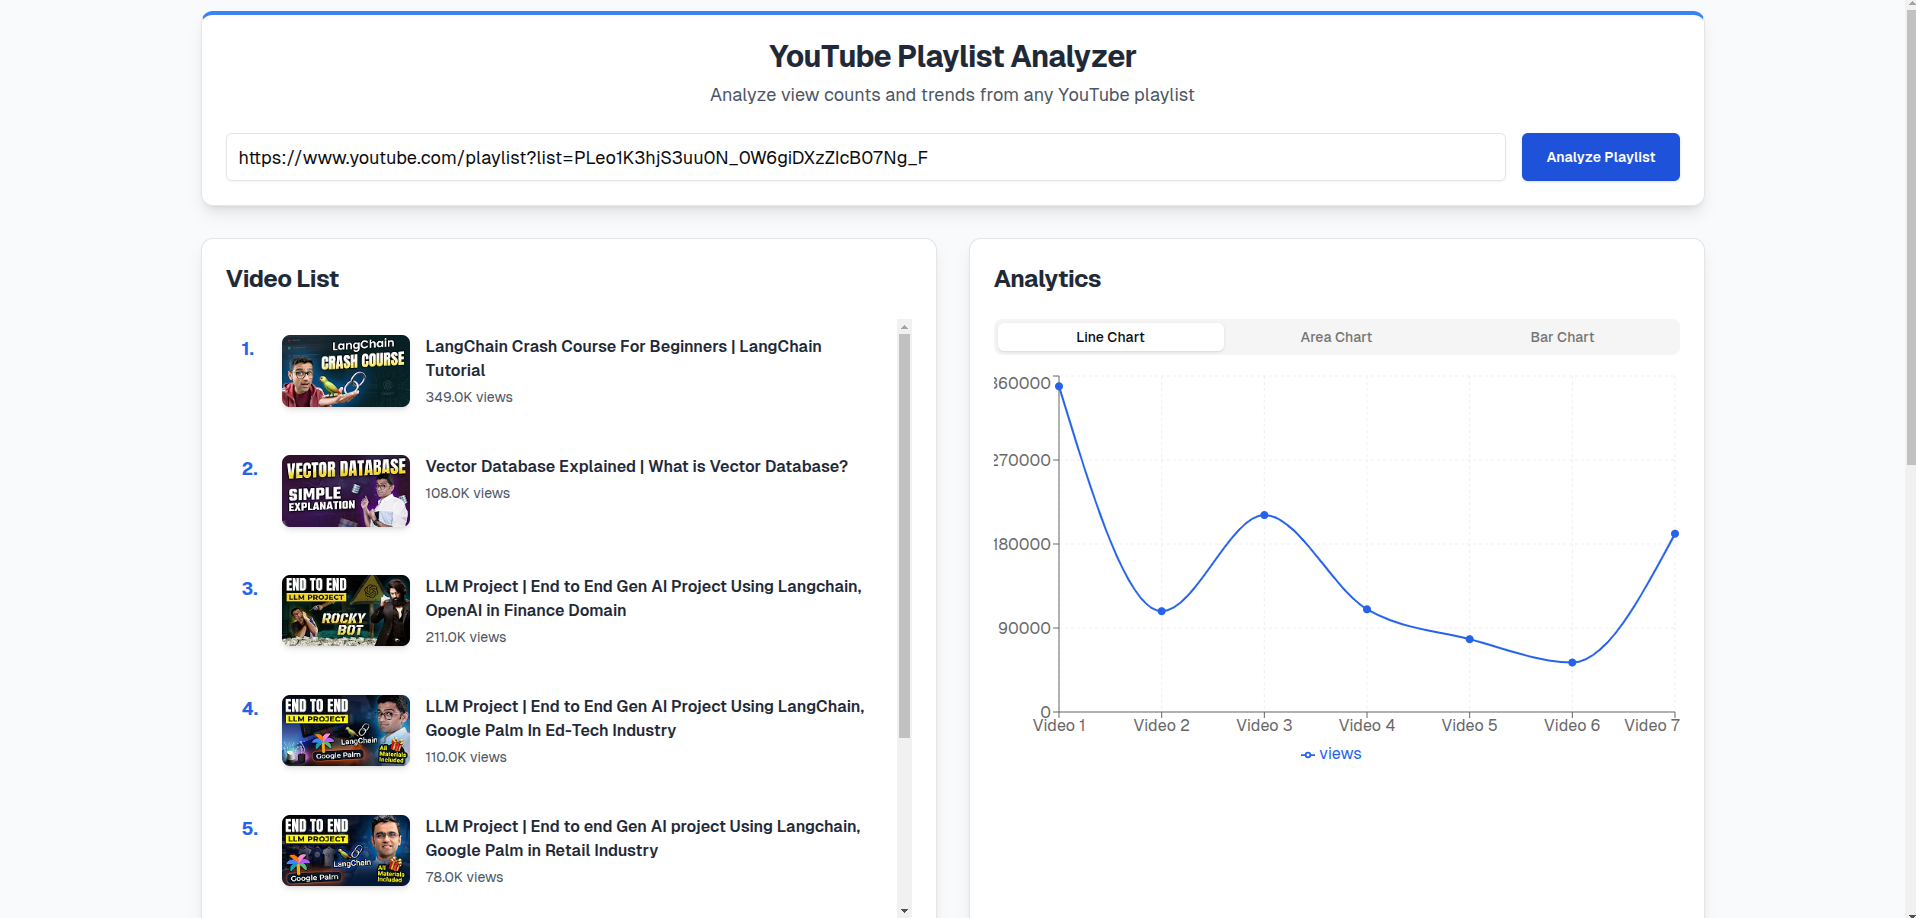 YouTube Playlist Analyzer
Analyze view counts and trends from any YouTube playlist
https://www.youtube.com/playlist?list=PLeo1K3hjS3uu0N_0W6giDXzZIcB07Ng_F
Analyze Playlist
Video List
1.
LangChain
CRASH COURSE
LangChain Crash Course For Beginners | LangChain
Tutorial
349.0K views
2.
VECTOR DATABASE
SIMPLE
EXPLANATION
Vector Database Explained | What is Vector Database?
108.0K views
3.
END TO END
LLM PROJECT
ROCKY
BOT
LLM Project | End to End Gen AI Project Using Langchain,
OpenAI in Finance Domain
211.0K views
4.
END TO END
LLM PROJECT
LangChain
Google Palm
All
Materials
Included
LLM Project | End to End Gen AI Project Using LangChain,
Google Palm In Ed-Tech Industry
110.0K views
5.
END TO END
LLM PROJECT
LangChain
Google Palm
All
Materials
Included
LLM Project | End to end Gen AI project Using Langchain,
Google Palm in Retail Industry
78.0K views
Analytics
Line Chart
Area Chart
Bar Chart
360000
270000
180000
90000
0
Video 1
Video 2
Video 3
Video 4
Video 5
Video 6
Video 7
views